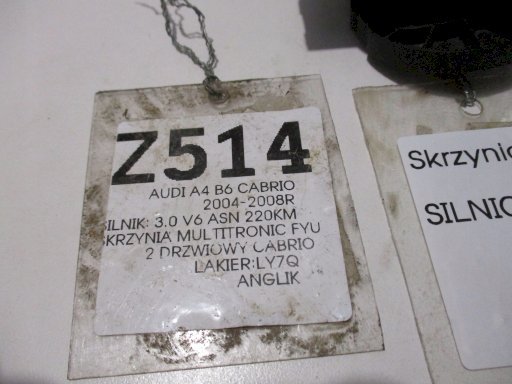 Z514
AUDI A4 B6 CABRIO
2004-2008R
SILNIK: 3.0 V6 ASN 220KM
SKRZYNIA MULTITRONIC FYU
2 DRZWIOWY CABRIO
LAKIER:LY7Q
ANGLIK
Skrzynia
SILNIC